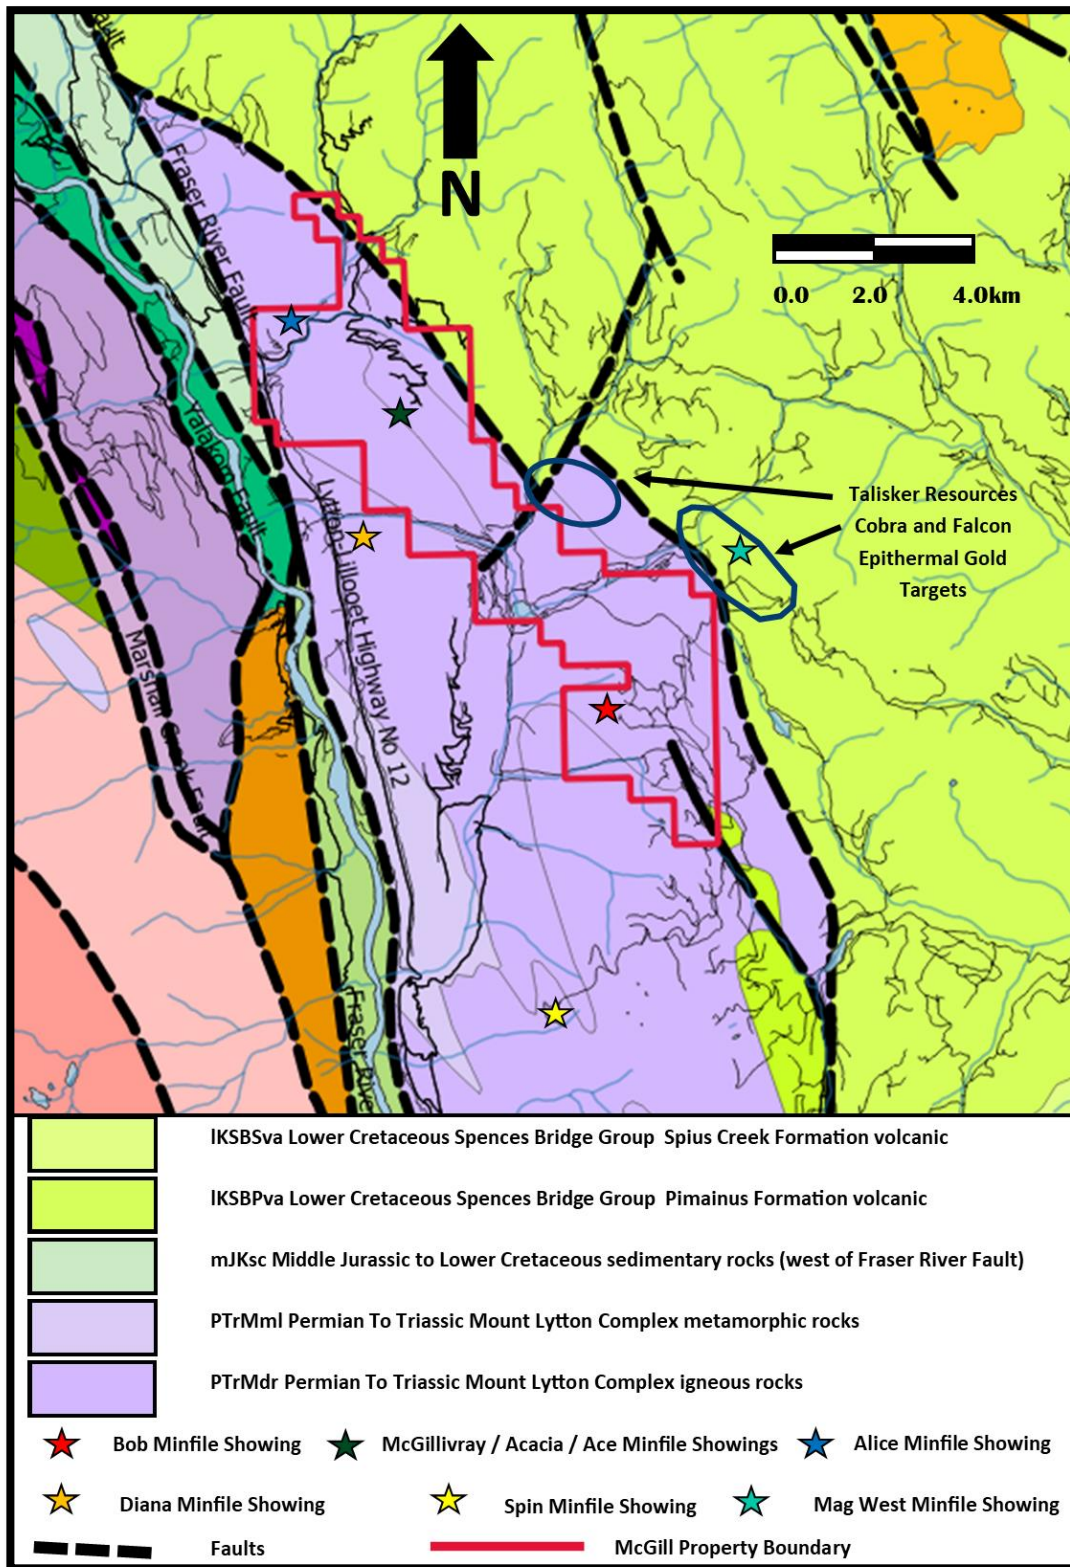 Fault
N
Fraser River Fault
0.0 2.0 4.0km
Yalakom Fault
Talisker Resources
Cobra and Falcon
Epithermal Gold
Targets
Lytton-Lillooet Highway No 12
Marshall Creek Fault
Fraser River
lKSBSva Lower Cretaceous Spences Bridge Group Spius Creek Formation volcanic
lKSBPva Lower Cretaceous Spences Bridge Group Pimainus Formation volcanic
mJKsc Middle Jurassic to Lower Cretaceous sedimentary rocks (west of Fraser River Fault)
PTrMml Permian To Triassic Mount Lytton Complex metamorphic rocks
PTrMdr Permian To Triassic Mount Lytton Complex igneous rocks
Bob Minfile Showing McGillivray / Acacia / Ace Minfile Showings Alice Minfile Showing
Diana Minfile Showing Spin Minfile Showing Mag West Minfile Showing
Faults McGill Property Boundary